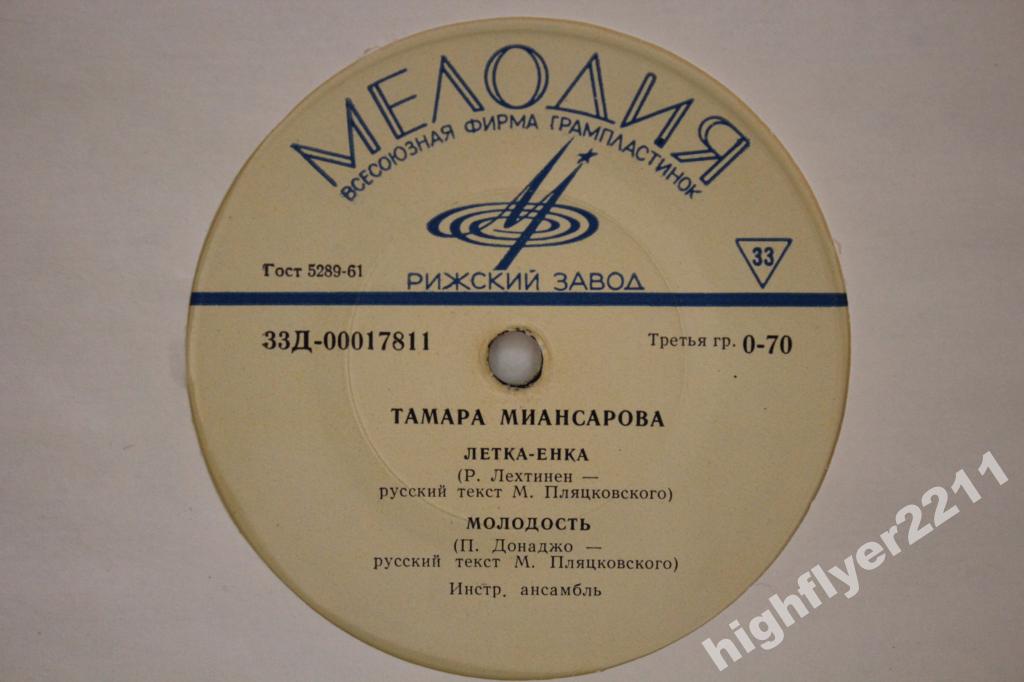 МЕЛОДИЯ
ВСЕСОЮЗНАЯ ФИРМА ГРАМПЛАСТИНОК
33
Гост 5289-61
РИЖСКИЙ ЗАВОД
33Д-00017811
Третья гр. 0-70
ТАМАРА МИАНСАРОВА
ЛЕТКА-ЕНКА
(Р. Лехтинен —
русский текст М. Пляцковского)
МОЛОДОСТЬ
(П. Донаджо —
русский текст М. Пляцковского)
Инстр. ансамбль
highflyer2211